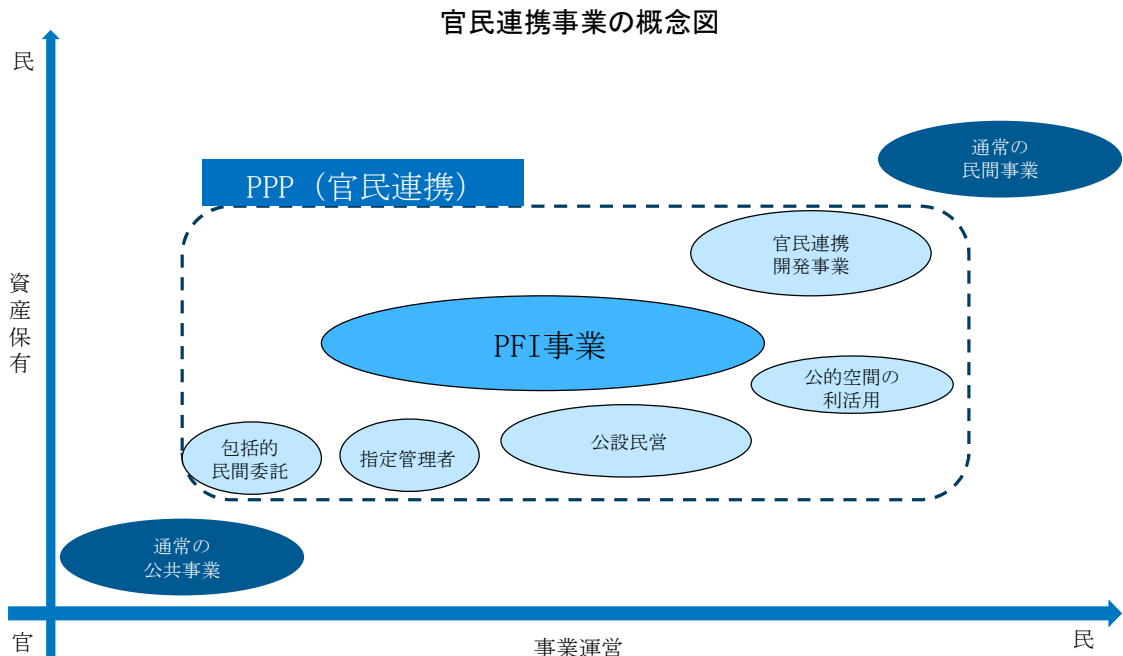 官民連携事業の概念図
民
通常の
民間事業
PPP（官民連携）
官民連携
開発事業
資産保有
PFI事業
公的空間の
利活用
包括的
民間委託
指定管理者
公設民営
通常の
公共事業
官
事業運営
民